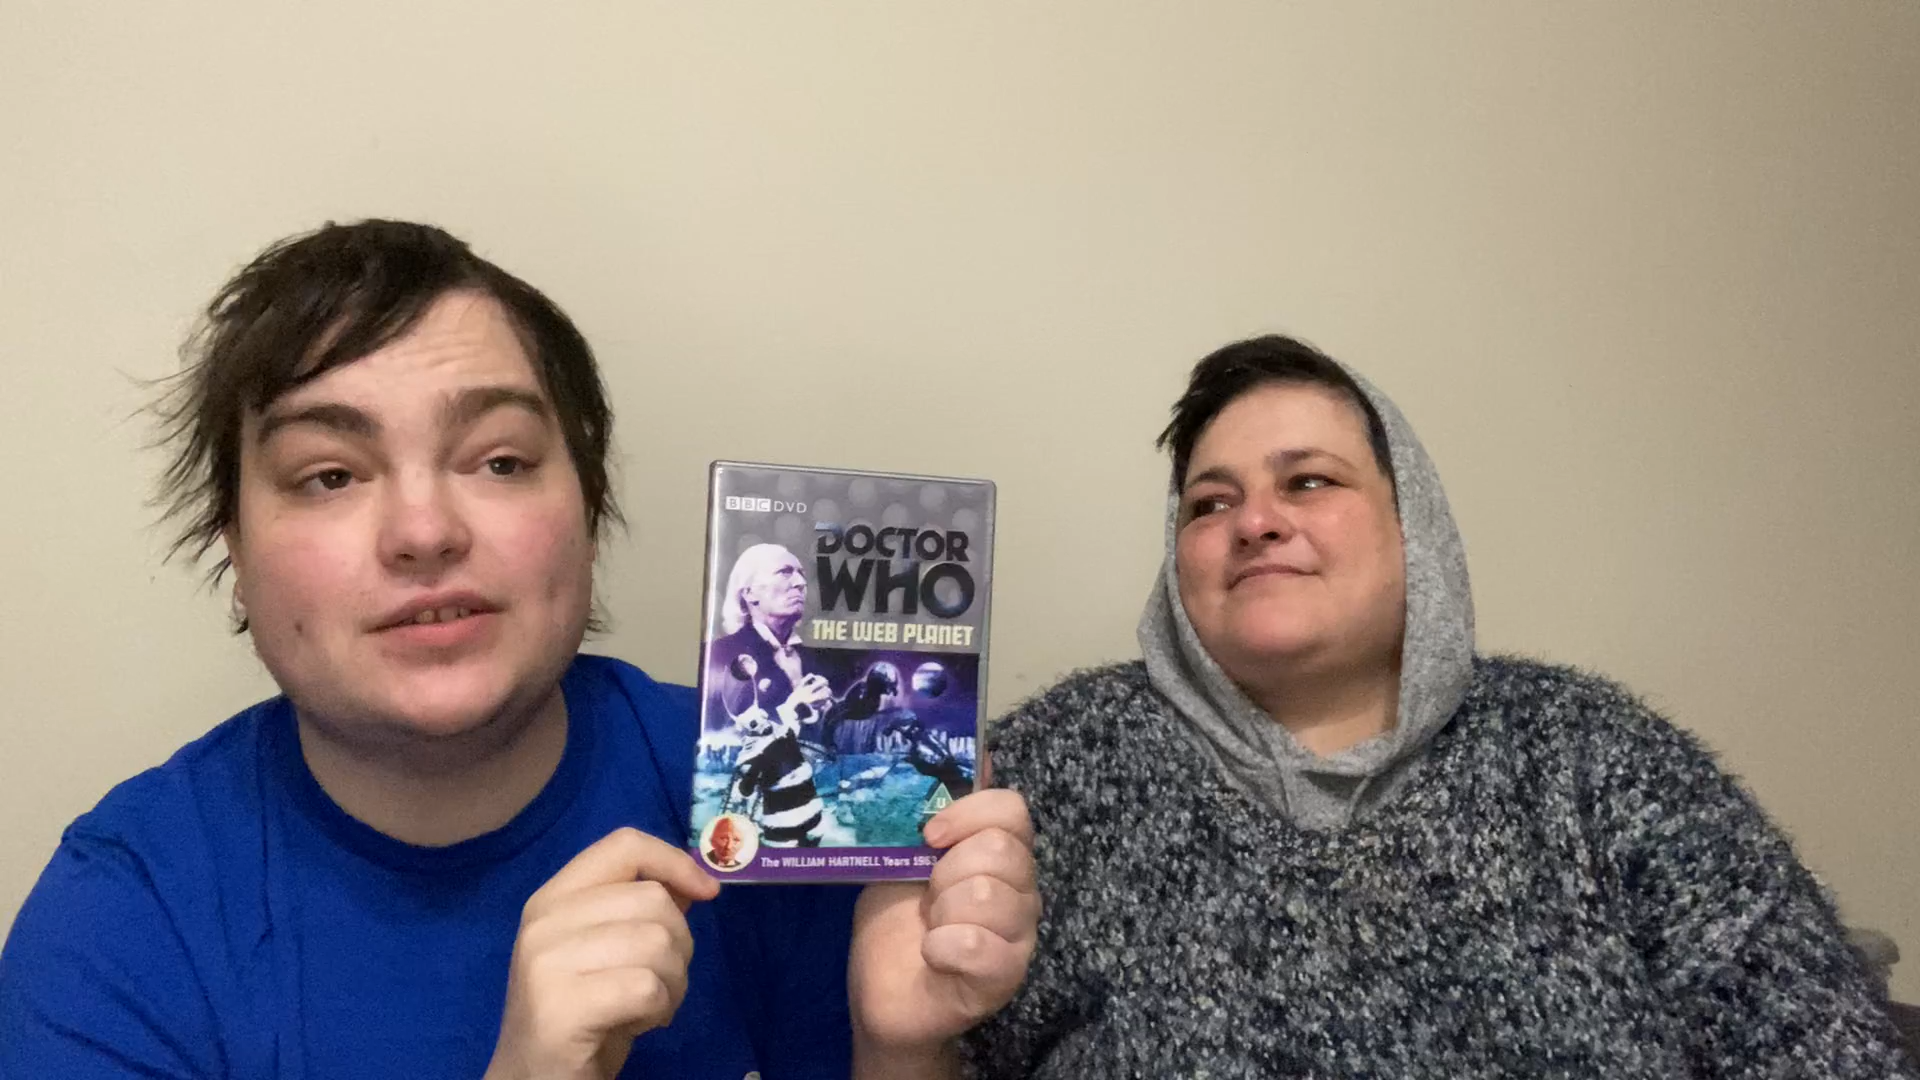 BBC DVD
DOCTOR
WHO
THE WEB PLANET
U
The WILLIAM HARTNELL Years 1963